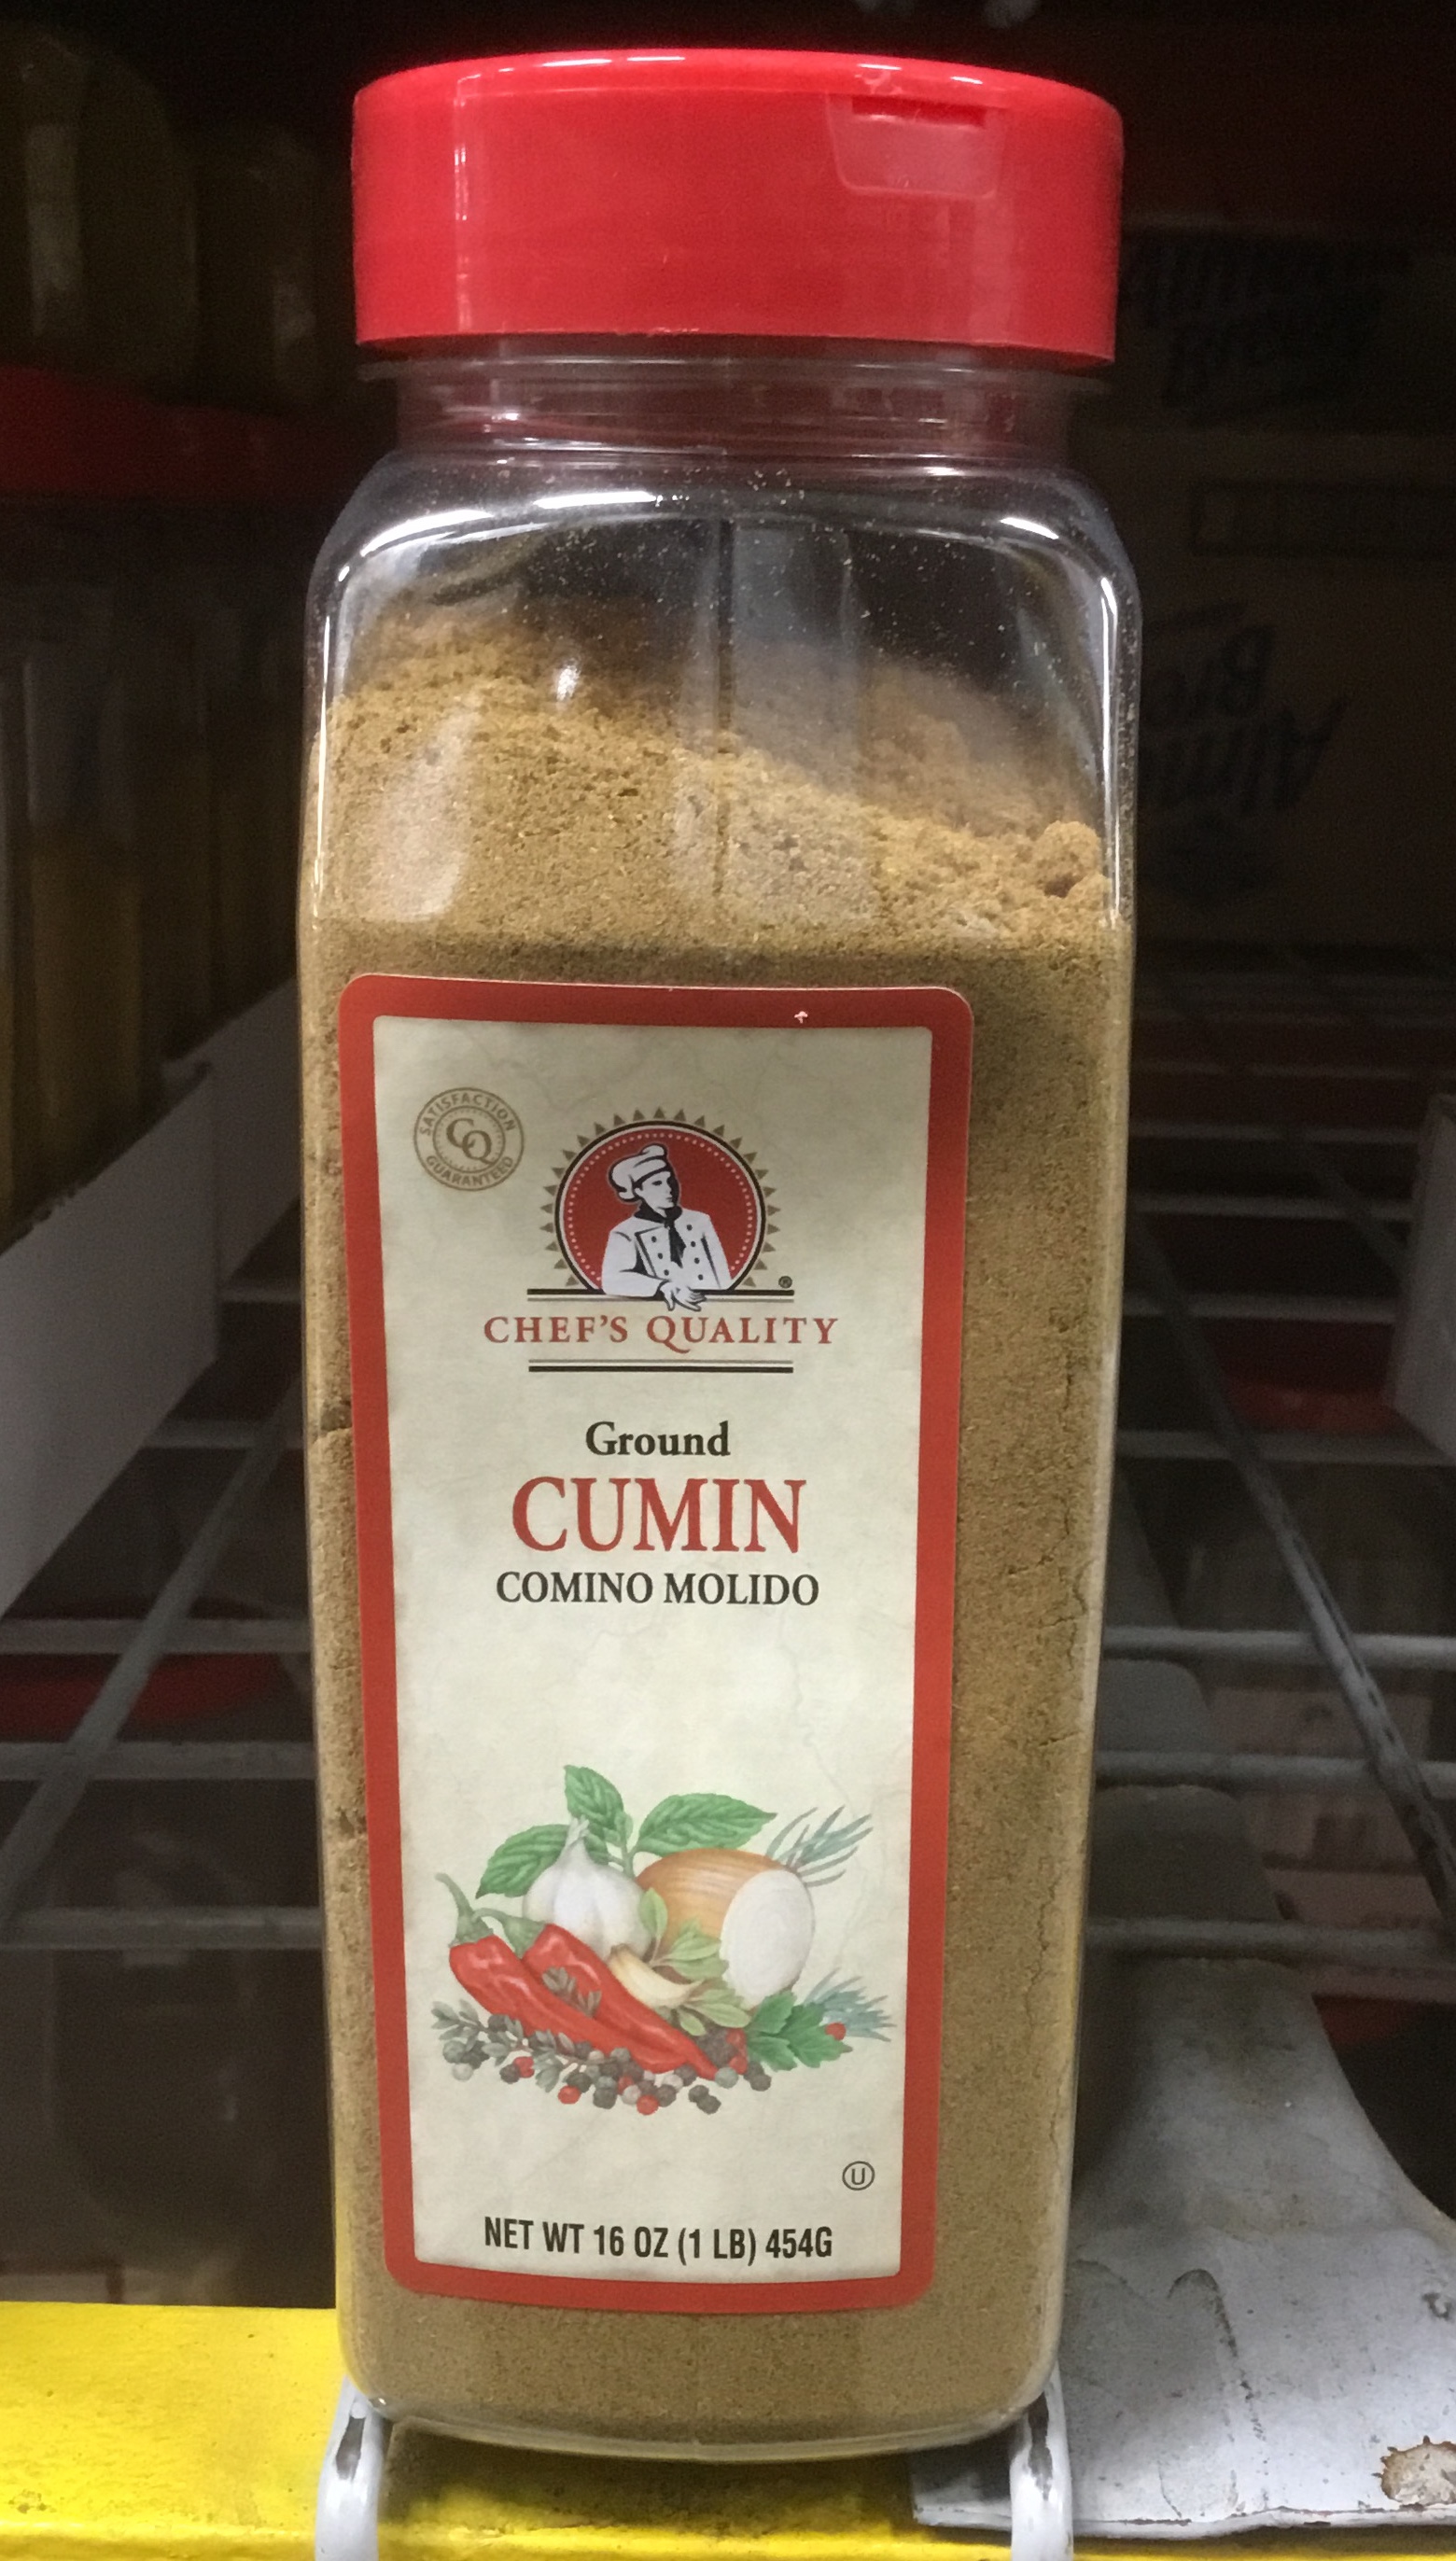 SATISFACTION
CQ
GUARANTEED
®
CHEF'S QUALITY
Ground
CUMIN
COMINO MOLIDO
U
NET WT 16 OZ (1 LB) 454G